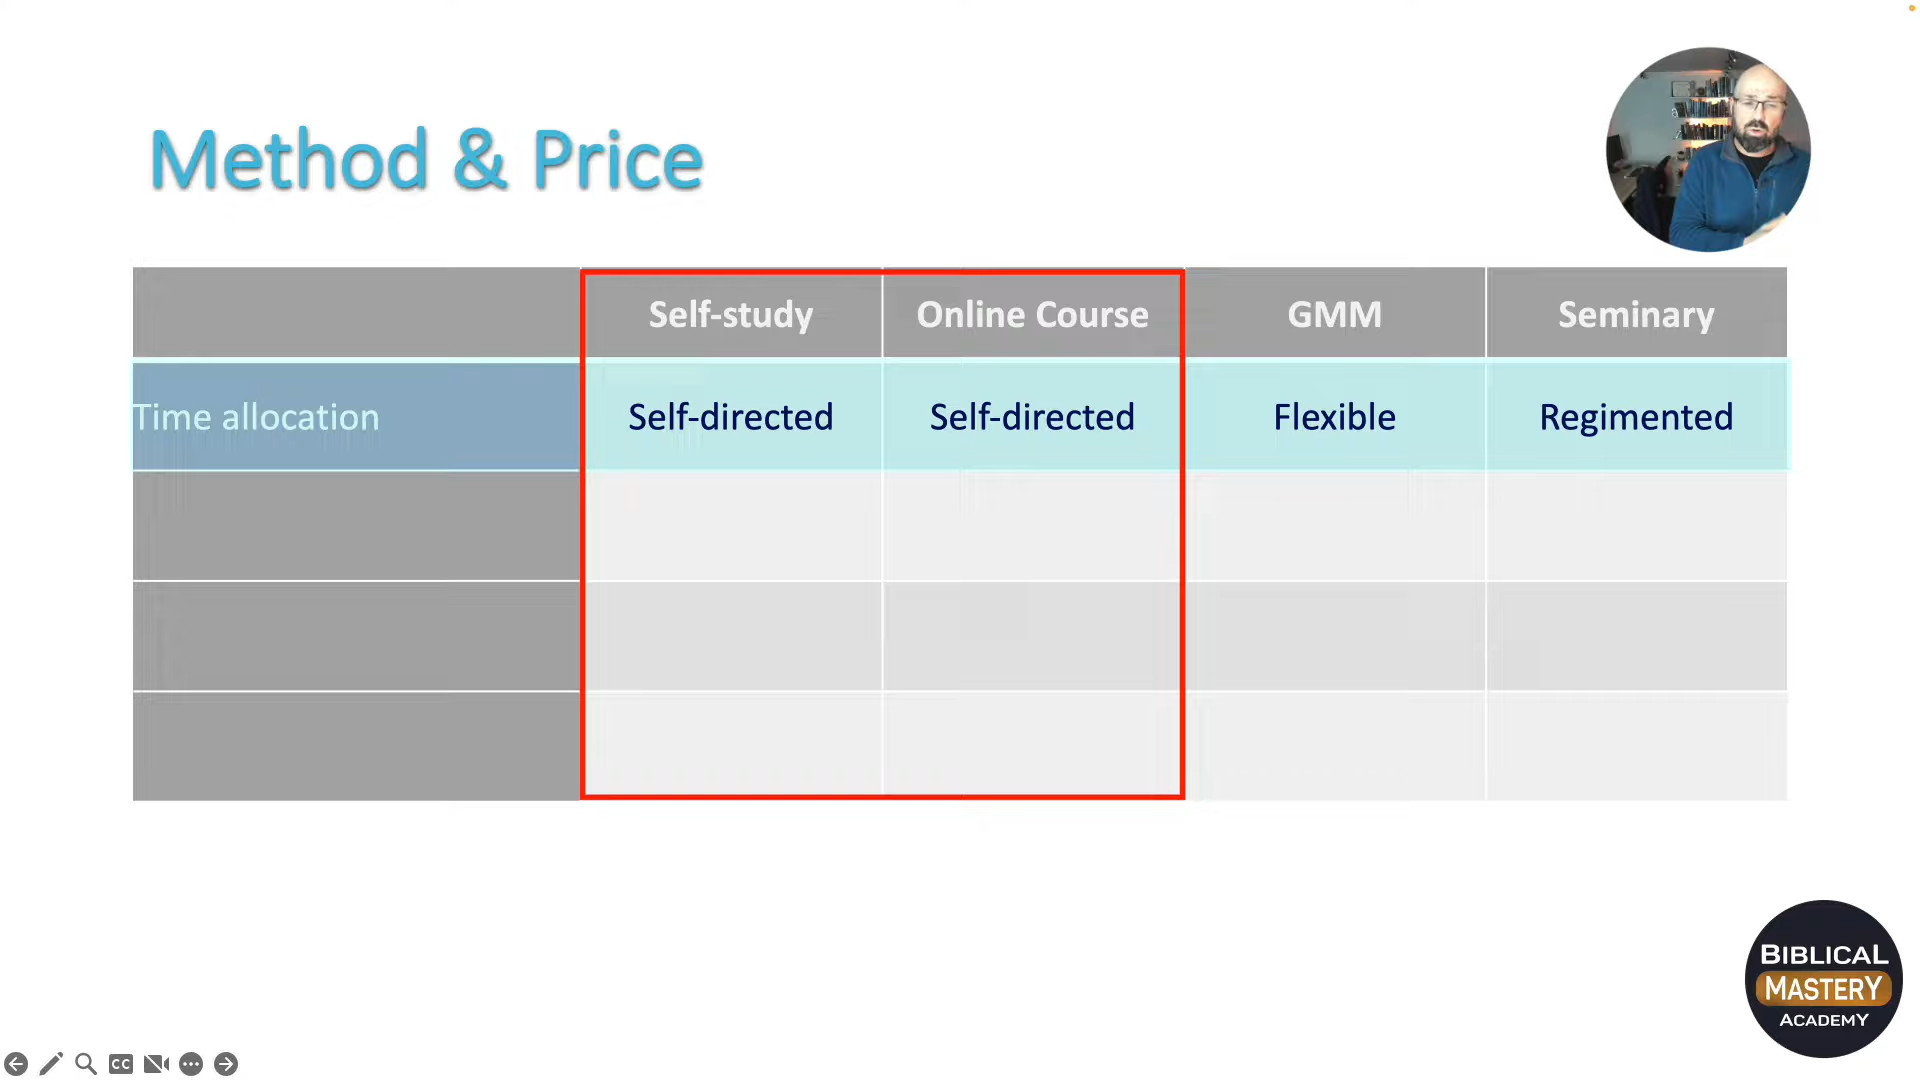 Method & Price
Self-study Online Course GMM Seminary
Time allocation Self-directed Self-directed Flexible Regimented
BIBLICAL
MASTERY
ACADEMY
CC